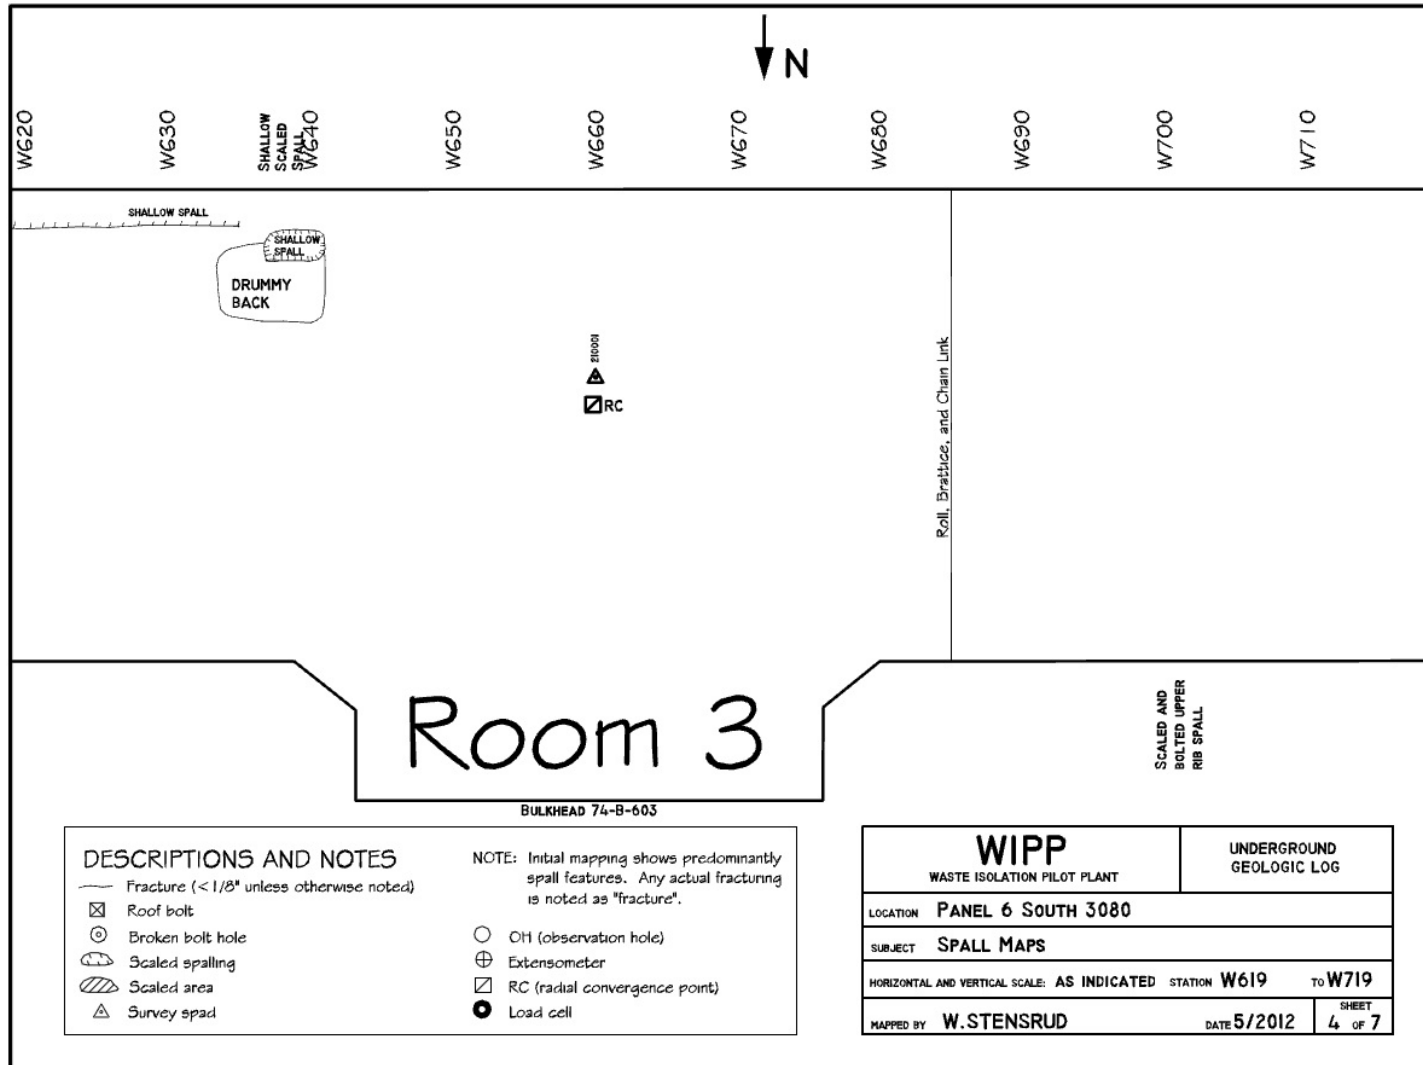 N
W620
W630
SHALLOW
SCALED
SPALL
W640
W650
W660
W670
W680
W690
W700
W710
SHALLOW SPALL
SHALLOW
SPALL
DRUMMY
BACK
210001
RC
Roll, Brattice, and Chain Link
Room 3
BULKHEAD 74-B-603
SCALED AND
BOLTED UPPER
RIB SPALL
DESCRIPTIONS AND NOTES
Fracture (< 1/8" unless otherwise noted)
Roof bolt
Broken bolt hole
Scaled spalling
Scaled area
Survey spad
NOTE: Initial mapping shows predominantly
spall features. Any actual fracturing
is noted as "fracture".
OH (observation hole)
Extensometer
RC (radial convergence point)
Load cell
WIPP
WASTE ISOLATION PILOT PLANT
UNDERGROUND
GEOLOGIC LOG
LOCATION PANEL 6 SOUTH 3080
SUBJECT SPALL MAPS
HORIZONTAL AND VERTICAL SCALE: AS INDICATED STATION W619 TO W719
MAPPED BY W.STENSRUD DATE 5/2012
SHEET
4 OF 7